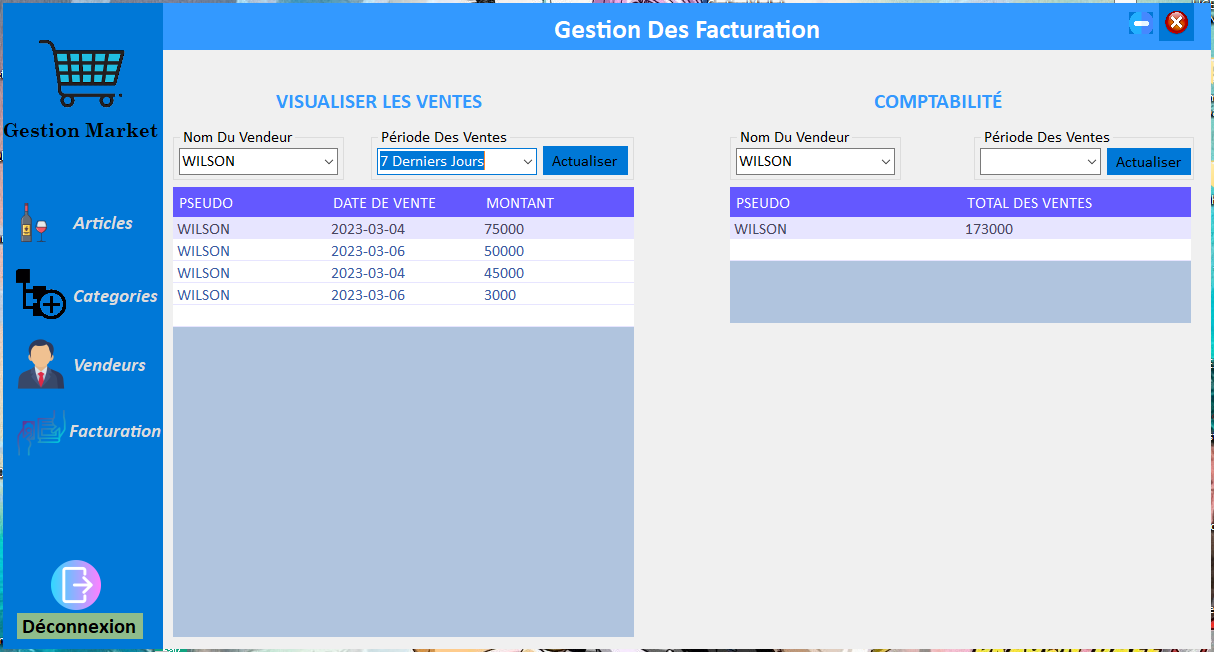 Gestion Des Facturation
Gestion Market
Articles
Categories
Vendeurs
Facturation
Déconnexion
VISUALISER LES VENTES
Nom Du Vendeur
Période Des Ventes
WILSON
7 Derniers Jours
Actualiser
PSEUDO DATE DE VENTE MONTANT
WILSON 2023-03-04 75000
WILSON 2023-03-06 50000
WILSON 2023-03-04 45000
WILSON 2023-03-06 3000
COMPTABILITÉ
Nom Du Vendeur
Période Des Ventes
WILSON
Actualiser
PSEUDO TOTAL DES VENTES
WILSON 173000